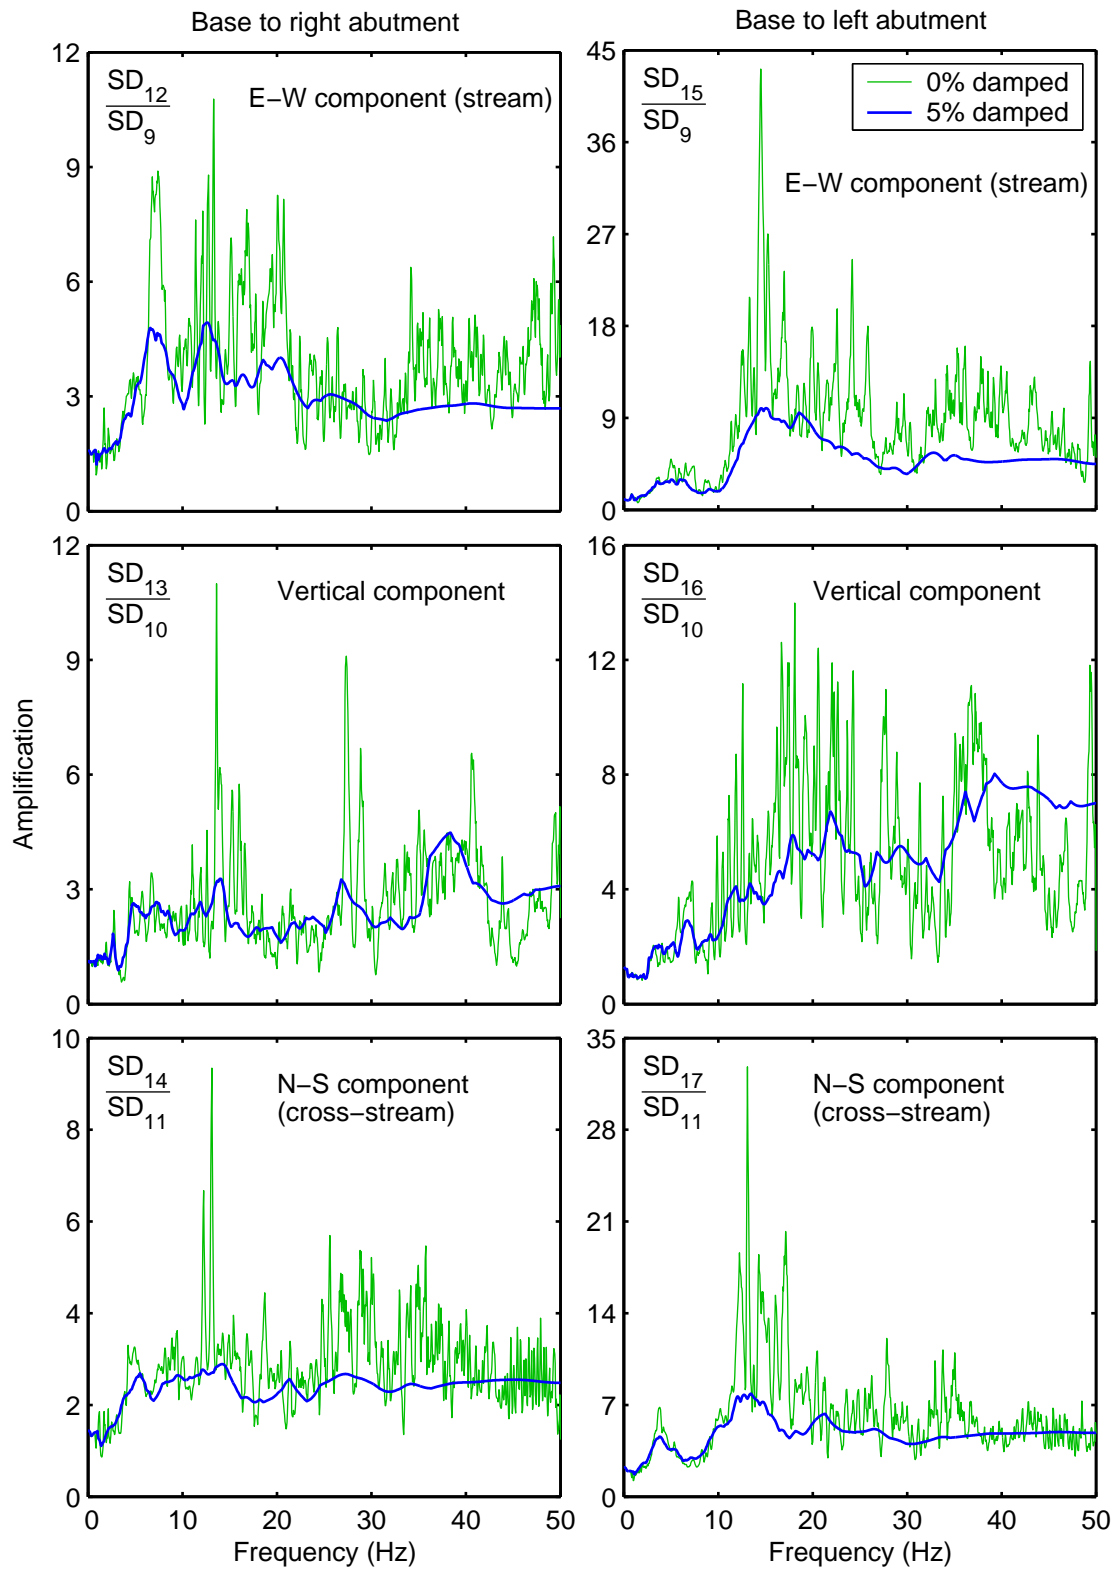 Base to right abutment
Base to left abutment
12
9
6
3
0
SD12
SD9
E−W component (stream)
45
36
27
18
9
0
SD15
SD9
0% damped
5% damped
E−W component (stream)
12
9
6
3
0
SD13
SD10
Vertical component
16
12
8
4
0
SD16
SD10
Vertical component
Amplification
10
8
6
4
2
0
SD14
SD11
N−S component
(cross−stream)
0 10 20 30 40 50
Frequency (Hz)
35
28
21
14
7
0
SD17
SD11
N−S component
(cross−stream)
0 10 20 30 40 50
Frequency (Hz)